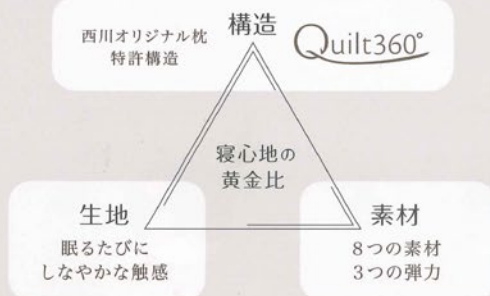 構造
西川オリジナル枕
特許構造
Quilt360°
寝心地の
黄金比
生地
眠るたびに
しなやかな触感
素材
8つの素材
3つの弾力